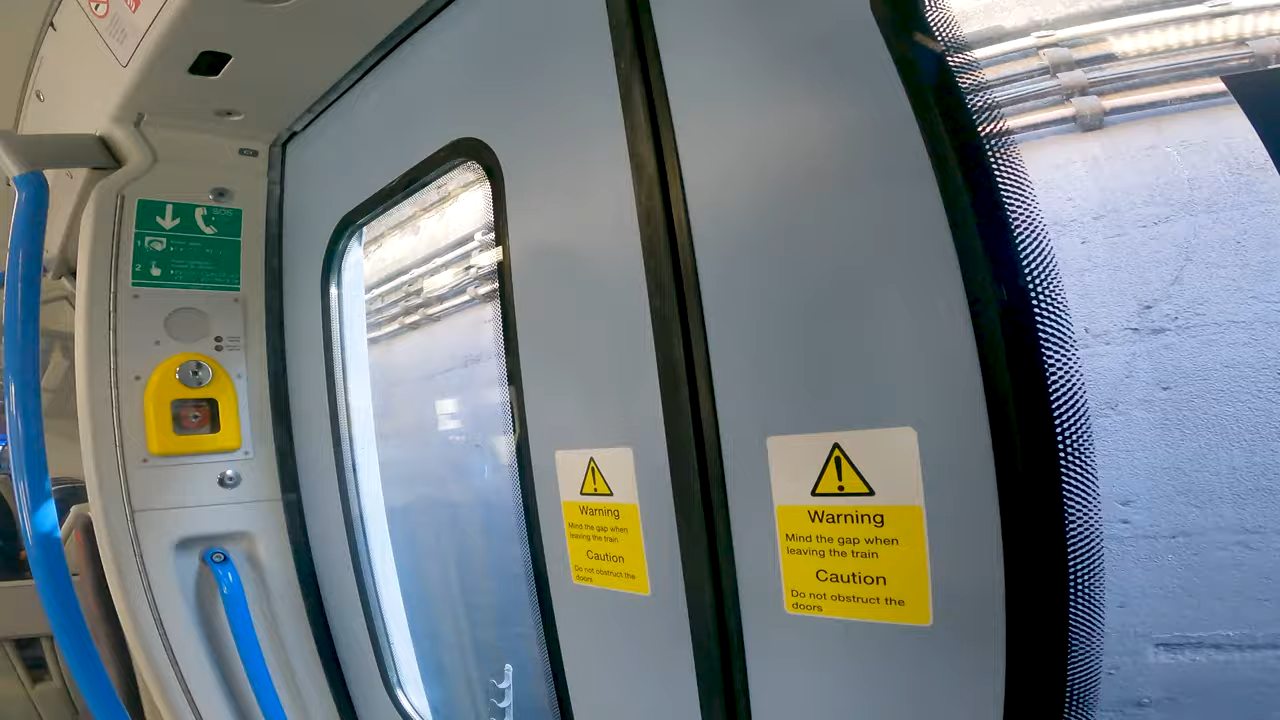 SOS
1
2
Warning
Mind the gap when
leaving the train
Caution
Do not obstruct the
doors
Warning
Mind the gap when
leaving the train
Caution
Do not obstruct the
doors